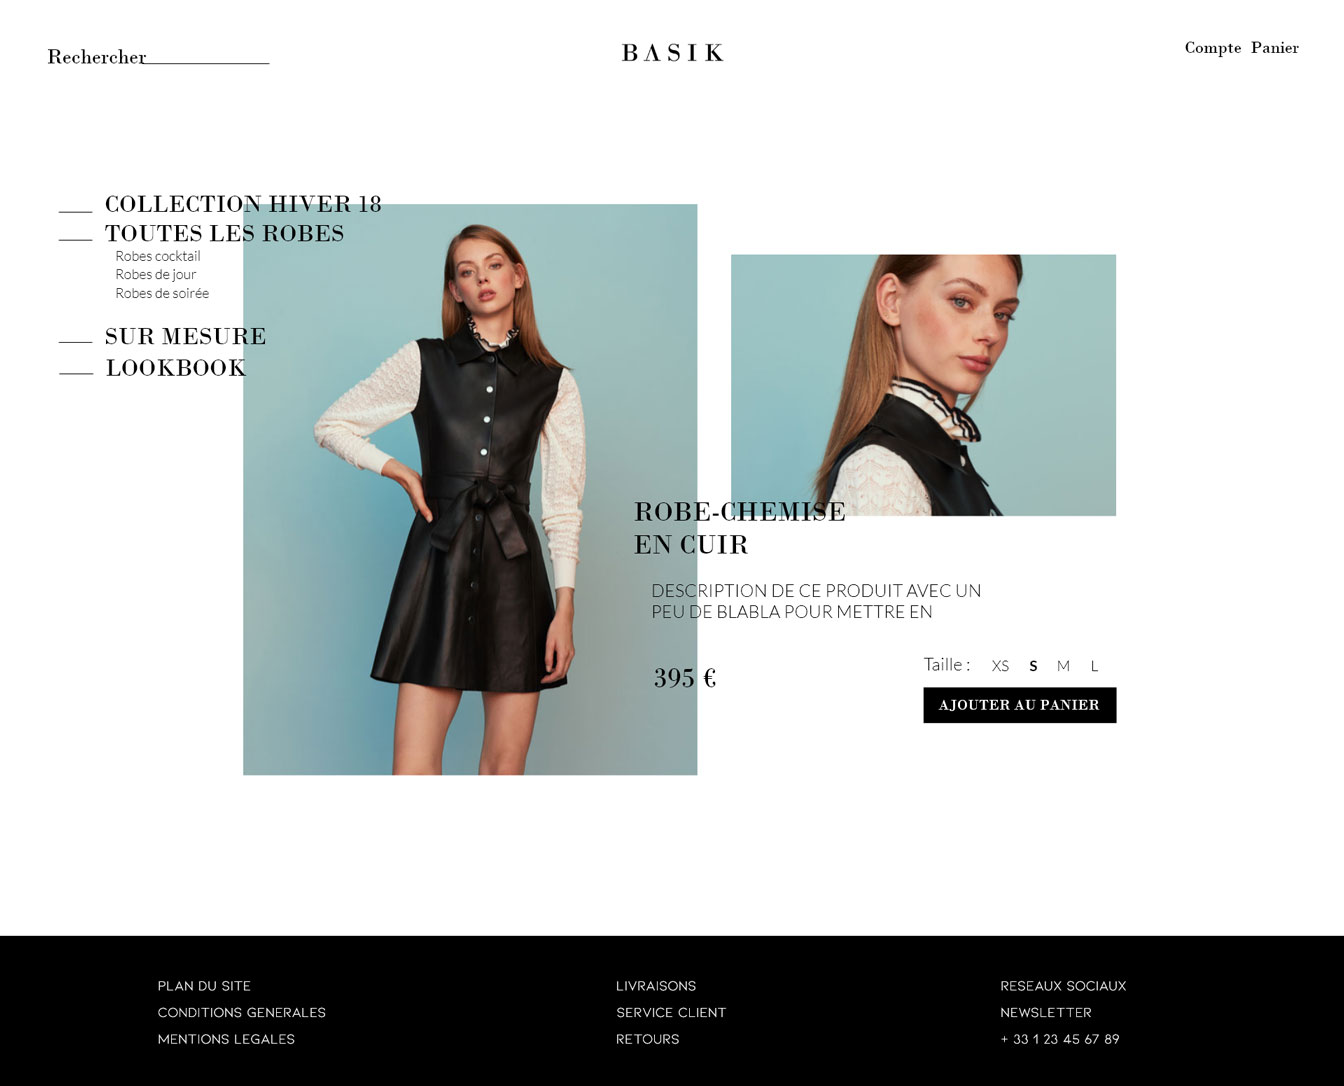 Rechercher
BASIK
Compte Panier
COLLECTION HIVER 18
TOUTES LES ROBES
Robes cocktail
Robes de jour
Robes de soirée
SUR MESURE
LOOKBOOK
ROBE-CHEMISE
EN CUIR
DESCRIPTION DE CE PRODUIT AVEC UN
PEU DE BLABLA POUR METTRE EN
395 €
Taille : XS S M L
AJOUTER AU PANIER
PLAN DU SITE
CONDITIONS GENERALES
MENTIONS LEGALES
LIVRAISONS
SERVICE CLIENT
RETOURS
RESEAUX SOCIAUX
NEWSLETTER
+ 33 1 23 45 67 89